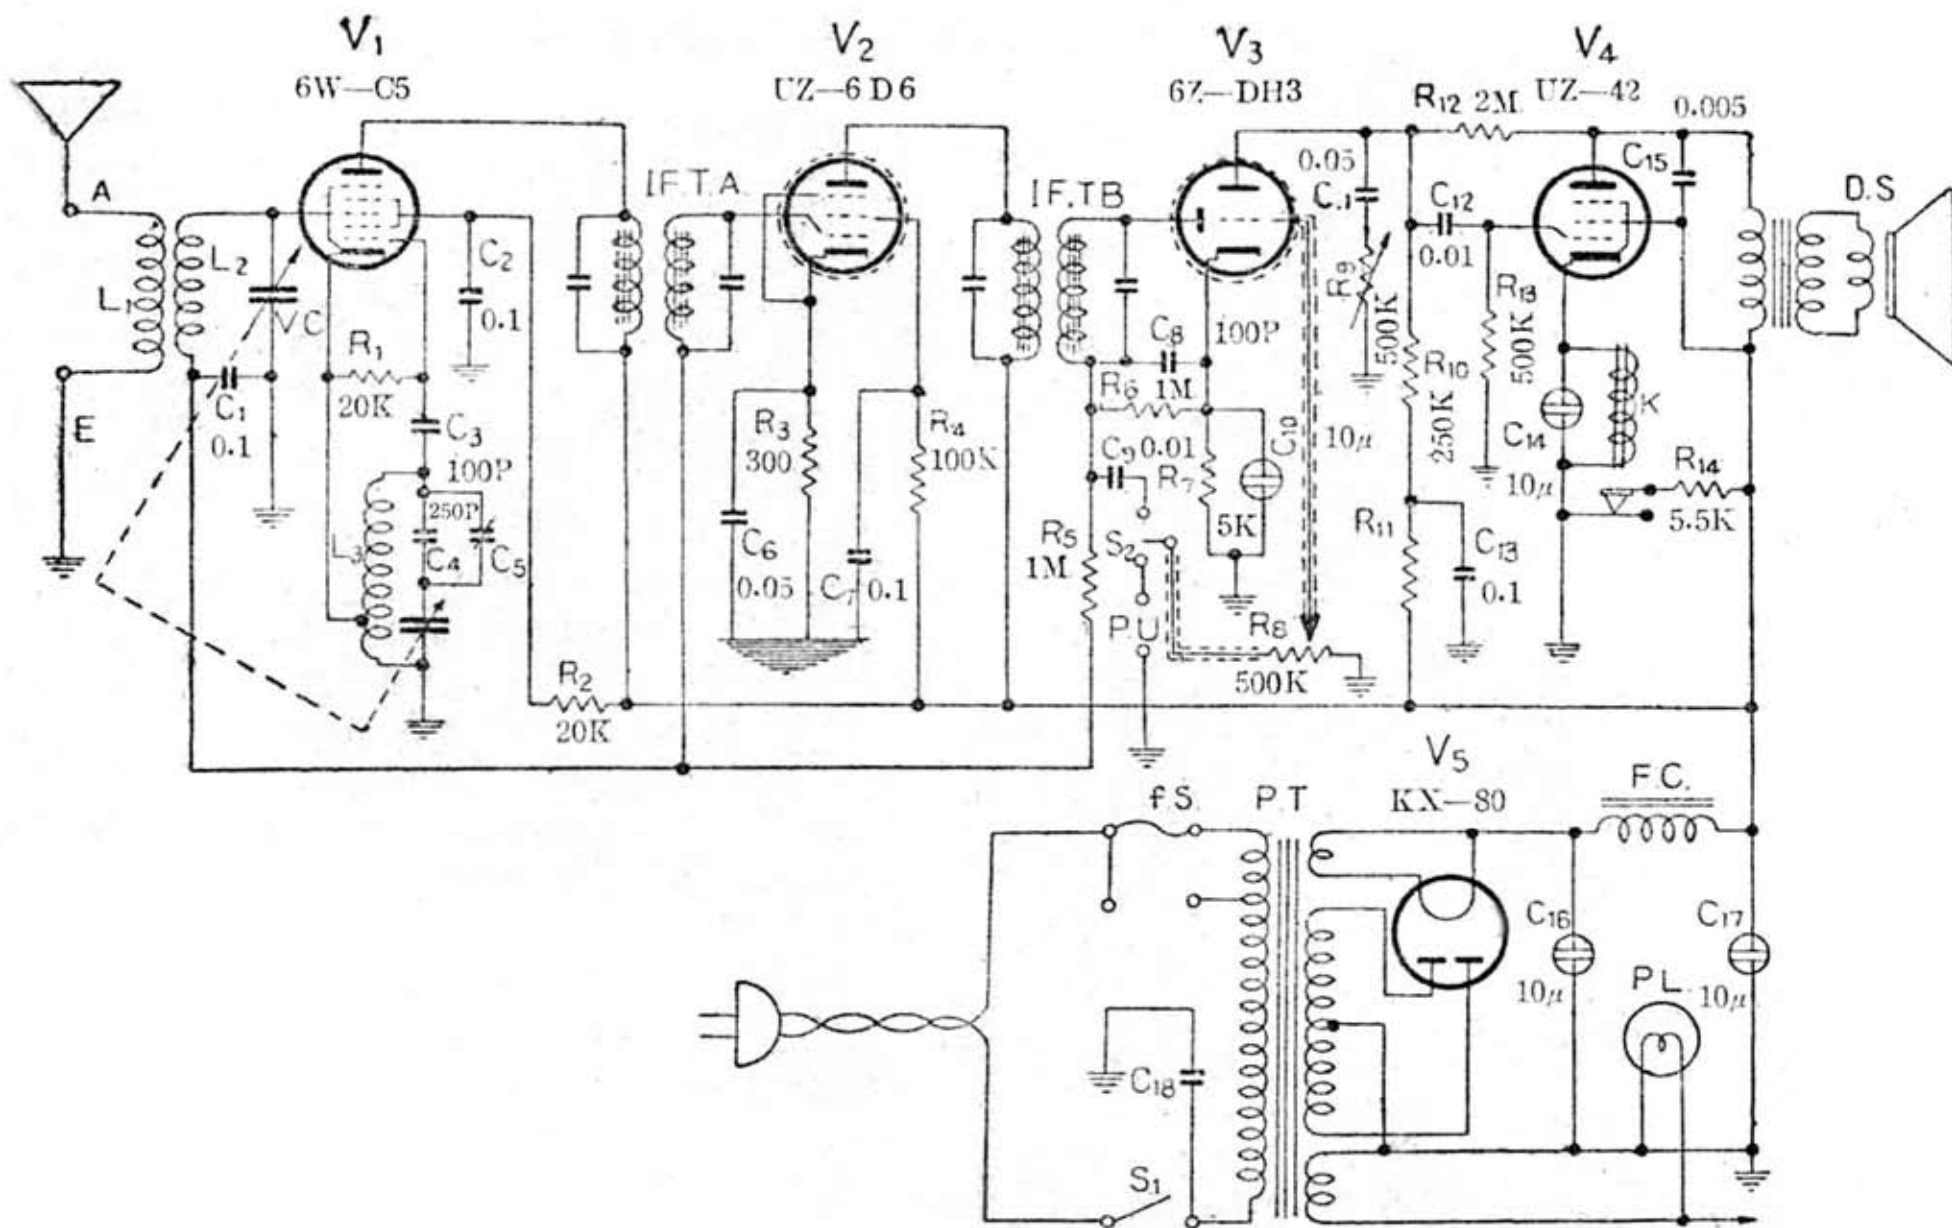 V1
6W—C5
V2
UZ—6D6
V3
6Z—DH3
V4
UZ—42
R12 2M
0.005
A
L1
L2
VC
C1
0.1
E
R1
20K
C2
0.1
C3
100P
250P
C4
C5
L3
R2
20K
I.F.T.A.
R3
300
C6
0.05
C7
0.1
R4
100K
I.F.TB
C8
100P
R6
1M
C9
0.01
R7
5K
C10
10μ
R5
1M
S2
P.U
R8
500K
0.05
C.1
R9
500K
C12
0.01
R10
250K
R13
500K
R11
C13
0.1
C14
10μ
K
R14
5.5K
C15
D.S
f.S.
P.T
V5
KX—80
F.C.
C16
10μ
C17
10μ
P.L.
C18
S.1